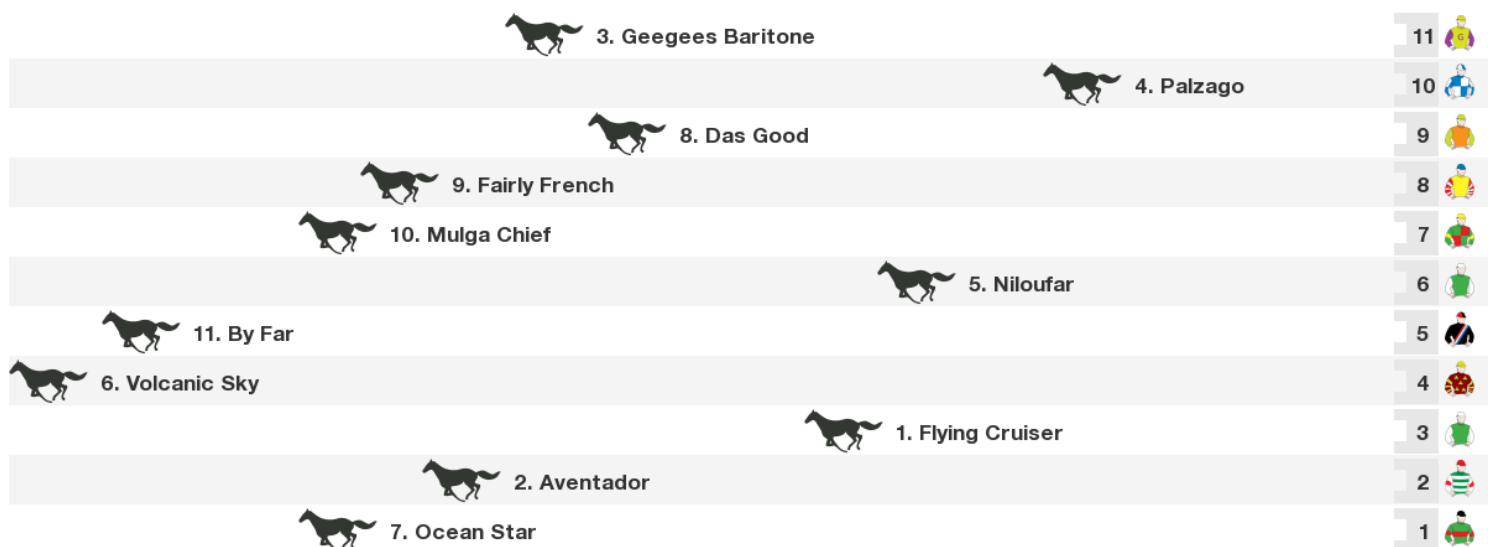 3. Geegees Baritone 11 G
4. Palzago 10
8. Das Good 9
9. Fairly French 8
10. Mulga Chief 7
5. Niloufar 6
11. By Far 5
6. Volcanic Sky 4
1. Flying Cruiser 3
2. Aventador 2
7. Ocean Star 1